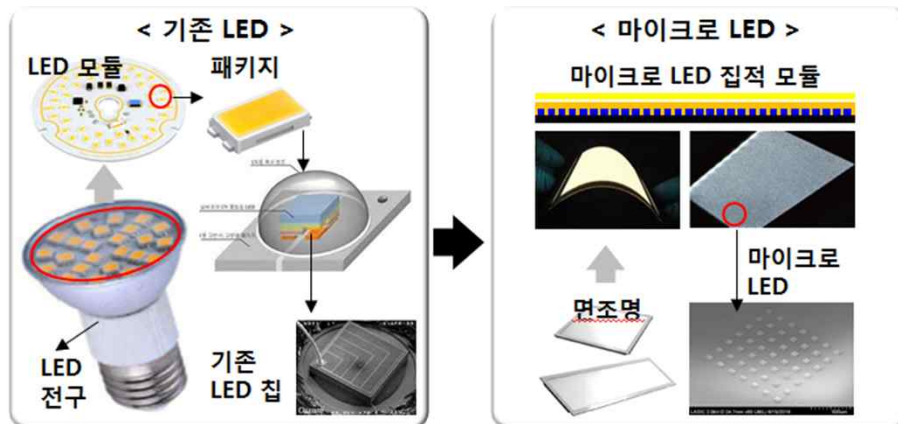 < 기존 LED >
LED 모듈
패키지
LED
전구
기존
LED 칩
< 마이크로 LED >
마이크로 LED 집적 모듈
마이크로
LED
면조명